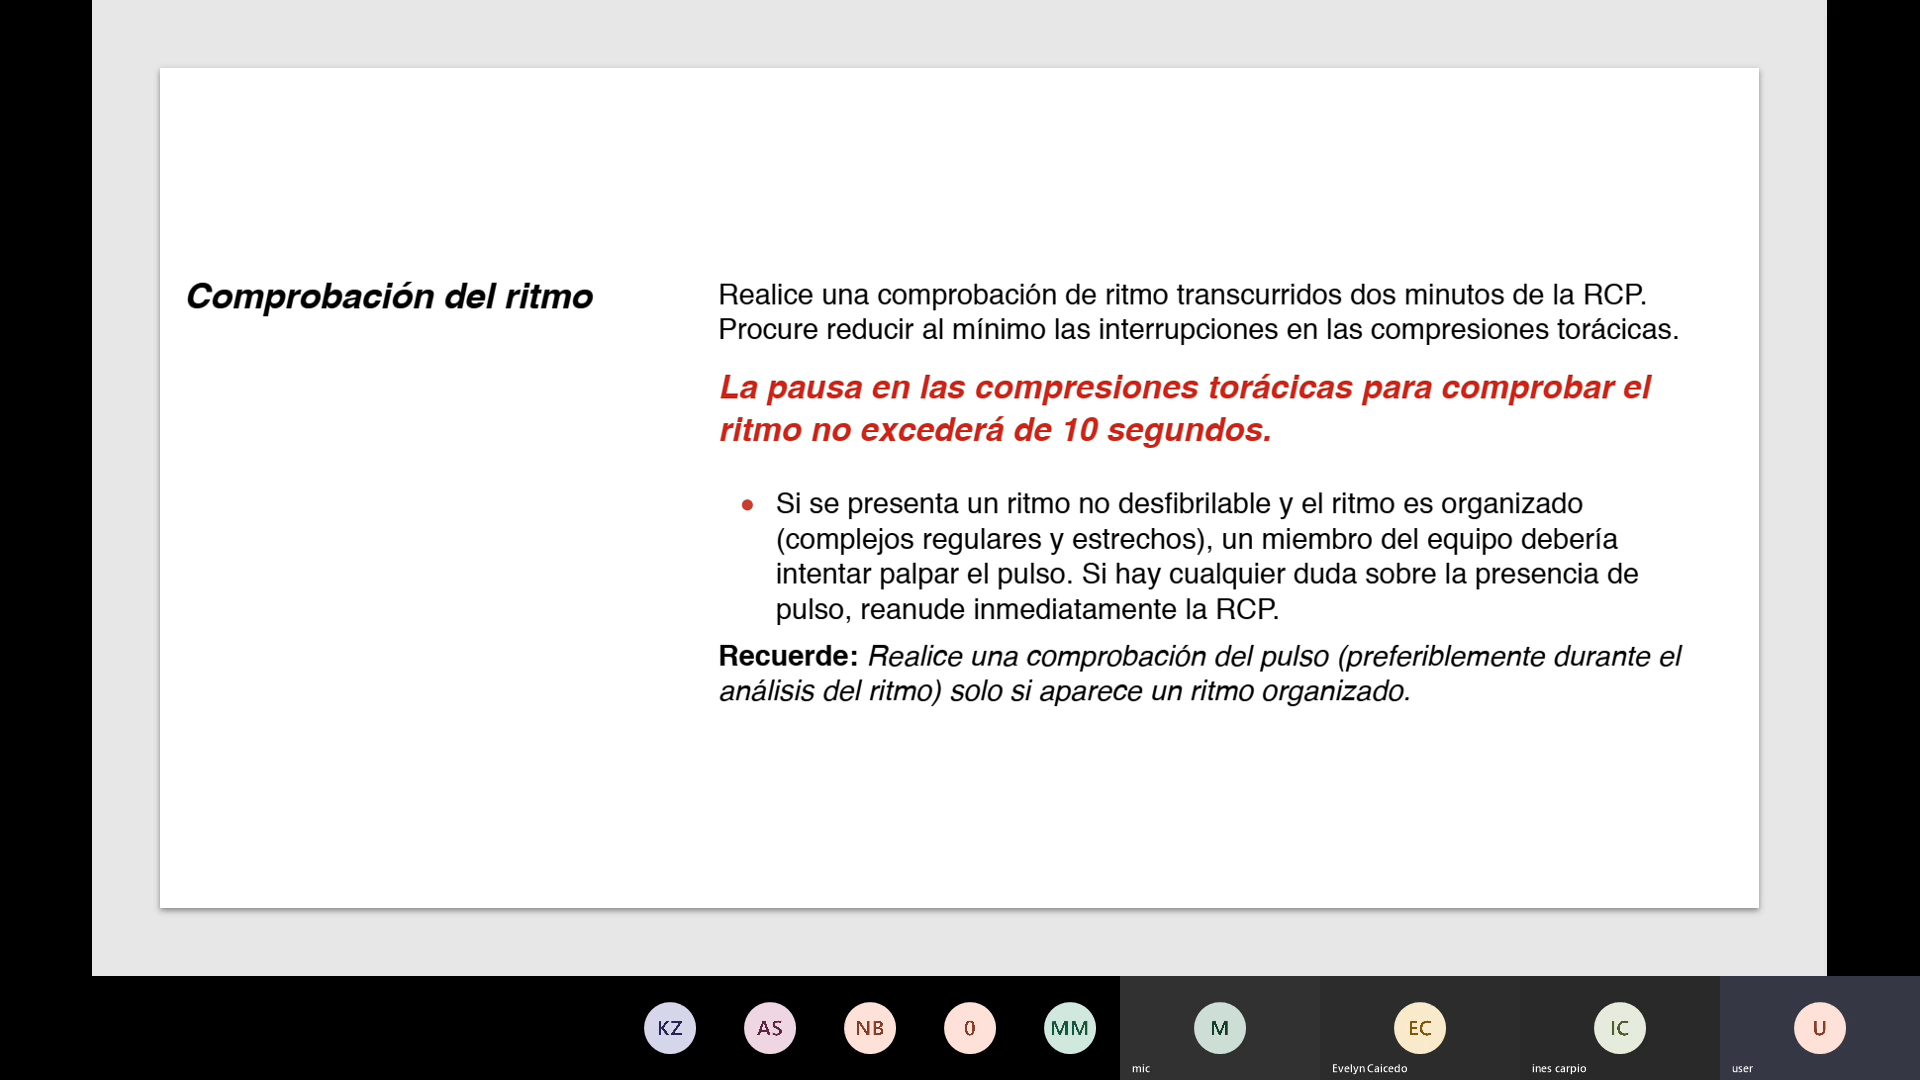 Comprobación del ritmo
Realice una comprobación de ritmo transcurridos dos minutos de la RCP.
Procure reducir al mínimo las interrupciones en las compresiones torácicas.
La pausa en las compresiones torácicas para comprobar el
ritmo no excederá de 10 segundos.
• Si se presenta un ritmo no desfibrilable y el ritmo es organizado
(complejos regulares y estrechos), un miembro del equipo debería
intentar palpar el pulso. Si hay cualquier duda sobre la presencia de
pulso, reanude inmediatamente la RCP.
Recuerde: Realice una comprobación del pulso (preferiblemente durante el
análisis del ritmo) solo si aparece un ritmo organizado.
KZ AS NB 0 MM M EC IC U
mic Evelyn Caicedo ines carpio user